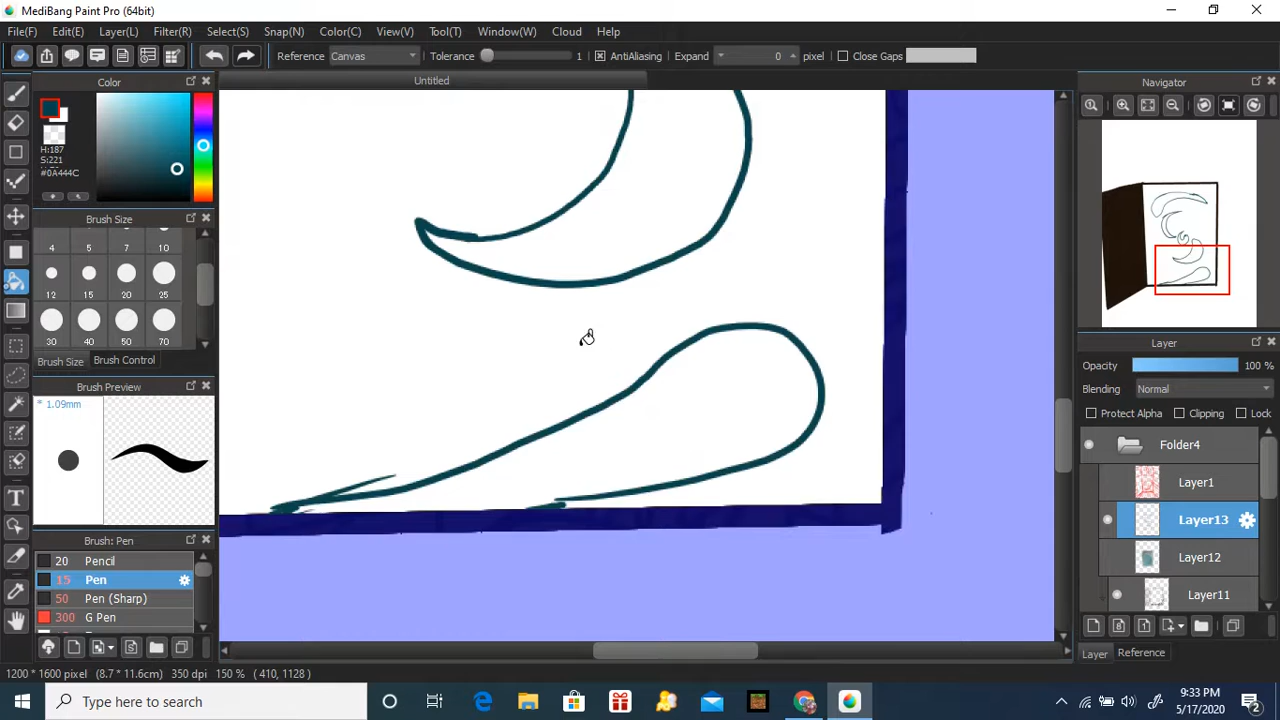 MediBang Paint Pro (64bit)
File(F) Edit(E) Layer(L) Filter(R) Select(S) Snap(N) Color(C) View(V) Tool(T) Window(W) Cloud Help
Reference Canvas Tolerance 1 AntiAliasing Expand 0 pixel Close Gaps
Untitled
Color
H:187
S:221
#0A444C
Brush Size
4 5 7 10
12 15 20 25
30 40 50 70
Brush Size Brush Control
Brush Preview
* 1.09mm
Brush: Pen
20 Pencil
15 Pen
50 Pen (Sharp)
300 G Pen
1200 * 1600 pixel (8.7 * 11.6cm) 350 dpi 150 % ( 410, 1128 )
Navigator
Layer
Opacity 100 %
Blending Normal
Protect Alpha Clipping Lock
Folder4
Layer1
Layer13
Layer12
Layer11
Layer Reference
Type here to search
9:33 PM
5/17/2020
2